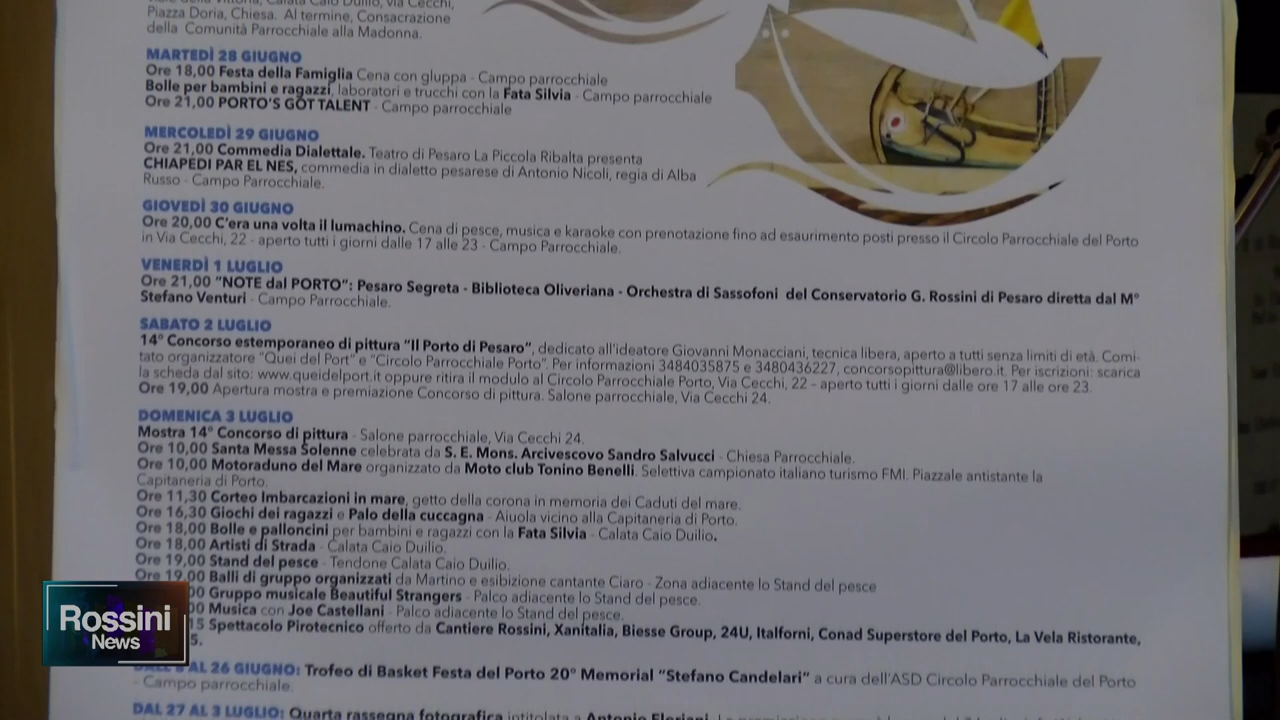 Piazza Doria, Chiesa. Al termine, Consacrazione
della Comunità Parrocchiale alla Madonna.
MARTEDÌ 28 GIUGNO
Ore 18,00 Festa della Famiglia Cena con gluppa - Campo parrocchiale
Bolle per bambini e ragazzi, laboratori e trucchi con la Fata Silvia - Campo parrocchiale
Ore 21,00 PORTO'S GOT TALENT - Campo parrocchiale
MERCOLEDÌ 29 GIUGNO
Ore 21,00 Commedia Dialettale. Teatro di Pesaro La Piccola Ribalta presenta
CHIAPEDI PAR EL NES, commedia in dialetto pesarese di Antonio Nicoli, regia di Alba
Russo - Campo Parrocchiale.
GIOVEDÌ 30 GIUGNO
Ore 20,00 C'era una volta il lumachino. Cena di pesce, musica e karaoke con prenotazione fino ad esaurimento posti presso il Circolo Parrocchiale del Porto
in Via Cecchi, 22 - aperto tutti i giorni dalle 17 alle 23 - Campo Parrocchiale.
VENERDÌ 1 LUGLIO
Ore 21,00 "NOTE dal PORTO": Pesaro Segreta - Biblioteca Oliveriana - Orchestra di Sassofoni del Conservatorio G. Rossini di Pesaro diretta dal M°
Stefano Venturi - Campo Parrocchiale.
SABATO 2 LUGLIO
14° Concorso estemporaneo di pittura "Il Porto di Pesaro", dedicato all'ideatore Giovanni Monacciani, tecnica libera, aperto a tutti senza limiti di età. Comi-
tato organizzatore "Quei del Port" e "Circolo Parrocchiale Porto". Per informazioni 3484035875 e 3480436227, concorsopittura@libero.it. Per iscrizioni: scarica
la scheda dal sito: www.queidelport.it oppure ritira il modulo al Circolo Parrocchiale Porto, Via Cecchi, 22 - aperto tutti i giorni dalle ore 17 alle ore 23.
Ore 19,00 Apertura mostra e premiazione Concorso di pittura. Salone parrocchiale, Via Cecchi 24.
DOMENICA 3 LUGLIO
Mostra 14° Concorso di pittura - Salone parrocchiale, Via Cecchi 24.
Ore 10,00 Santa Messa Solenne celebrata da S. E. Mons. Arcivescovo Sandro Salvucci - Chiesa Parrocchiale.
Ore 10,00 Motoraduno del Mare organizzato da Moto club Tonino Benelli. Selettiva campionato italiano turismo FMI. Piazzale antistante la
Capitaneria di Porto.
Ore 11,30 Corteo Imbarcazioni in mare, getto della corona in memoria dei Caduti del mare.
Ore 16,30 Giochi dei ragazzi e Palo della cuccagna - Aiuola vicino alla Capitaneria di Porto.
Ore 18,00 Bolle e palloncini per bambini e ragazzi con la Fata Silvia - Calata Caio Duilio.
Ore 18,00 Artisti di Strada - Calata Caio Duilio.
Ore 19,00 Stand del pesce - Tendone Calata Caio Duilio.
Ore 19,00 Balli di gruppo organizzati da Martino e esibizione cantante Ciaro - Zona adiacente lo Stand del pesce
Gruppo musicale Beautiful Strangers - Palco adiacente lo Stand del pesce.
Musica con Joe Castellani - Palco adiacente lo Stand del pesce.
15 Spettacolo Pirotecnico offerto da Cantiere Rossini, Xanitalia, Biesse Group, 24U, Italforni, Conad Superstore del Porto, La Vela Ristorante,
AL 26 GIUGNO: Trofeo di Basket Festa del Porto 20° Memorial "Stefano Candelari" a cura dell'ASD Circolo Parrocchiale del Porto
- Campo parrocchiale.
DAL 27 AL 3 LUGLIO: Quarta rassegna fotografica intitolata a Antonio Floriani.
Rossini
News